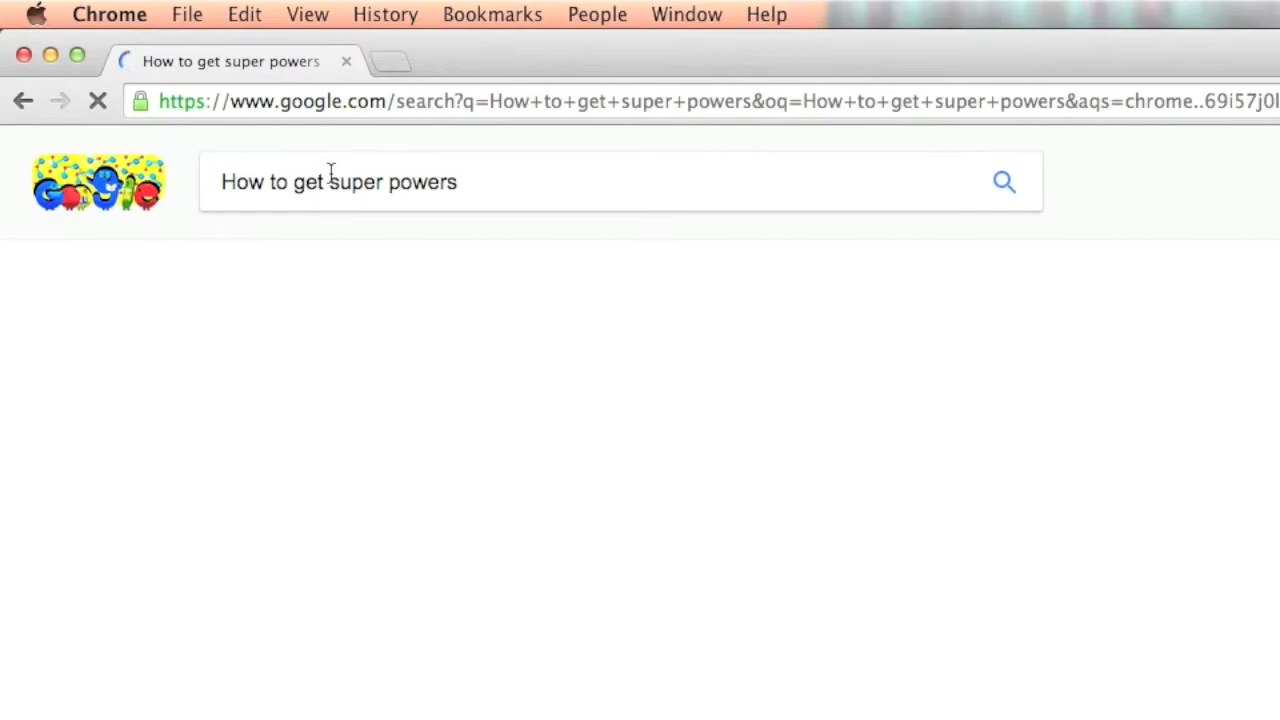 Chrome File Edit View History Bookmarks People Window Help
How to get super powers
https://www.google.com/search?q=How+to+get+super+powers&oq=How+to+get+super+powers&aqs=chrome..69i57j0l
Google
How to get super powers